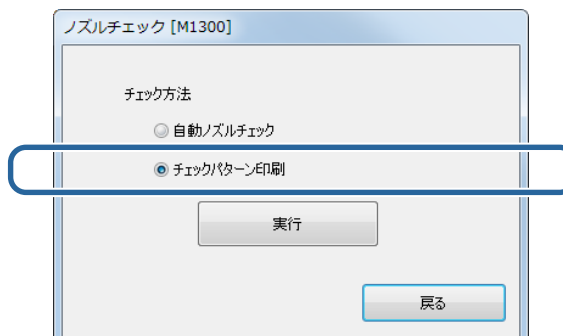 ノズルチェック [M1300]
チェック方法
自動ノズルチェック
チェックパターン印刷
実行
戻る